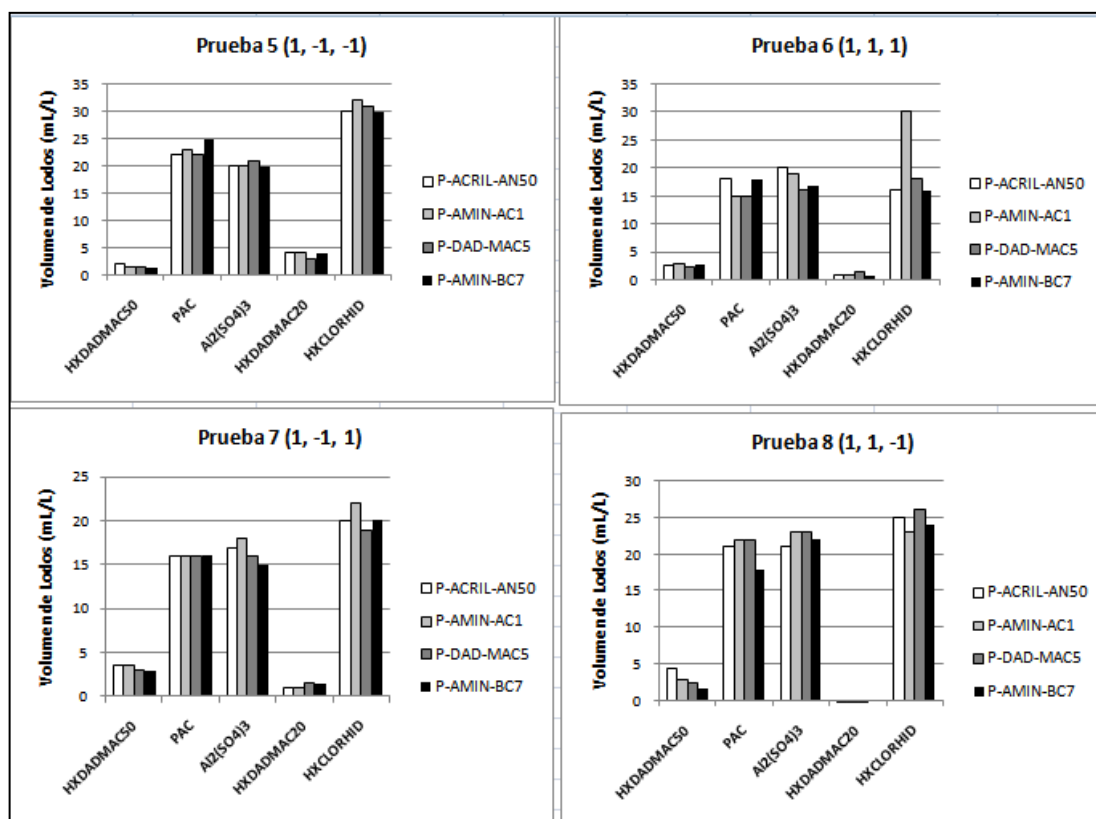 Prueba 5 (1, -1, -1)
Volumen de Lodos (mL/L)
35
30
25
20
15
10
5
0
HXDADMAC50
PAC
Al2(SO4)3
HXDADMAC20
HXCLORHID
P-ACRIL-AN50
P-AMIN-AC1
P-DAD-MAC5
P-AMIN-BC7
Prueba 6 (1, 1, 1)
Volumen de Lodos (mL/L)
35
30
25
20
15
10
5
0
HXDADMAC50
PAC
Al2(SO4)3
HXDADMAC20
HXCLORHID
P-ACRIL-AN50
P-AMIN-AC1
P-DAD-MAC5
P-AMIN-BC7
Prueba 7 (1, -1, 1)
Volumen de Lodos (mL/L)
25
20
15
10
5
0
HXDADMAC50
PAC
Al2(SO4)3
HXDADMAC20
HXCLORHID
P-ACRIL-AN50
P-AMIN-AC1
P-DAD-MAC5
P-AMIN-BC7
Prueba 8 (1, 1, -1)
Volumen de Lodos (mL/L)
30
25
20
15
10
5
0
HXDADMAC50
PAC
Al2(SO4)3
HXDADMAC20
HXCLORHID
P-ACRIL-AN50
P-AMIN-AC1
P-DAD-MAC5
P-AMIN-BC7